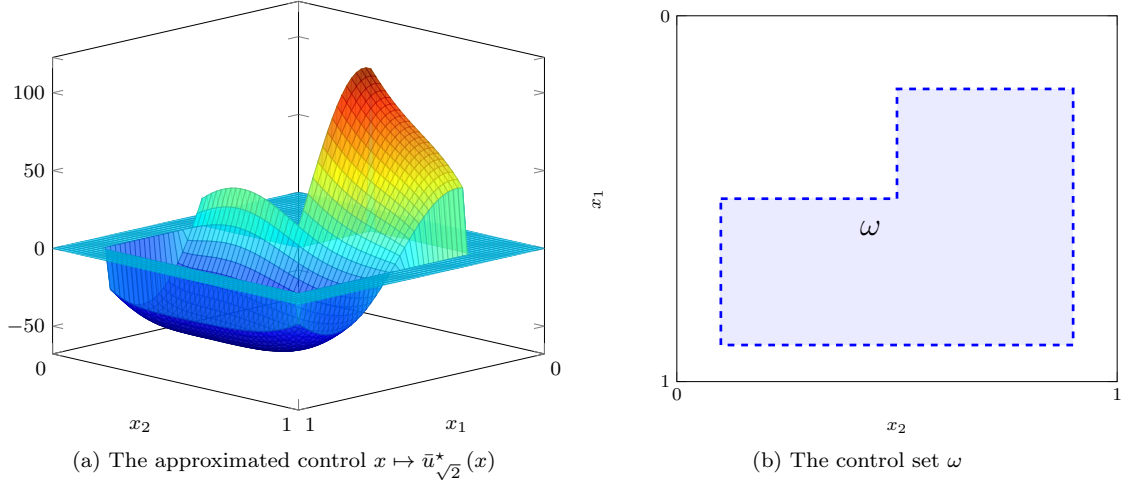 100
50
0
−50
0
x₂
1
1
x₁
0
(a) The approximated control x ↦ ū*_√2 (x)
0
x₁
ω
1
0
1
x₂
(b) The control set ω